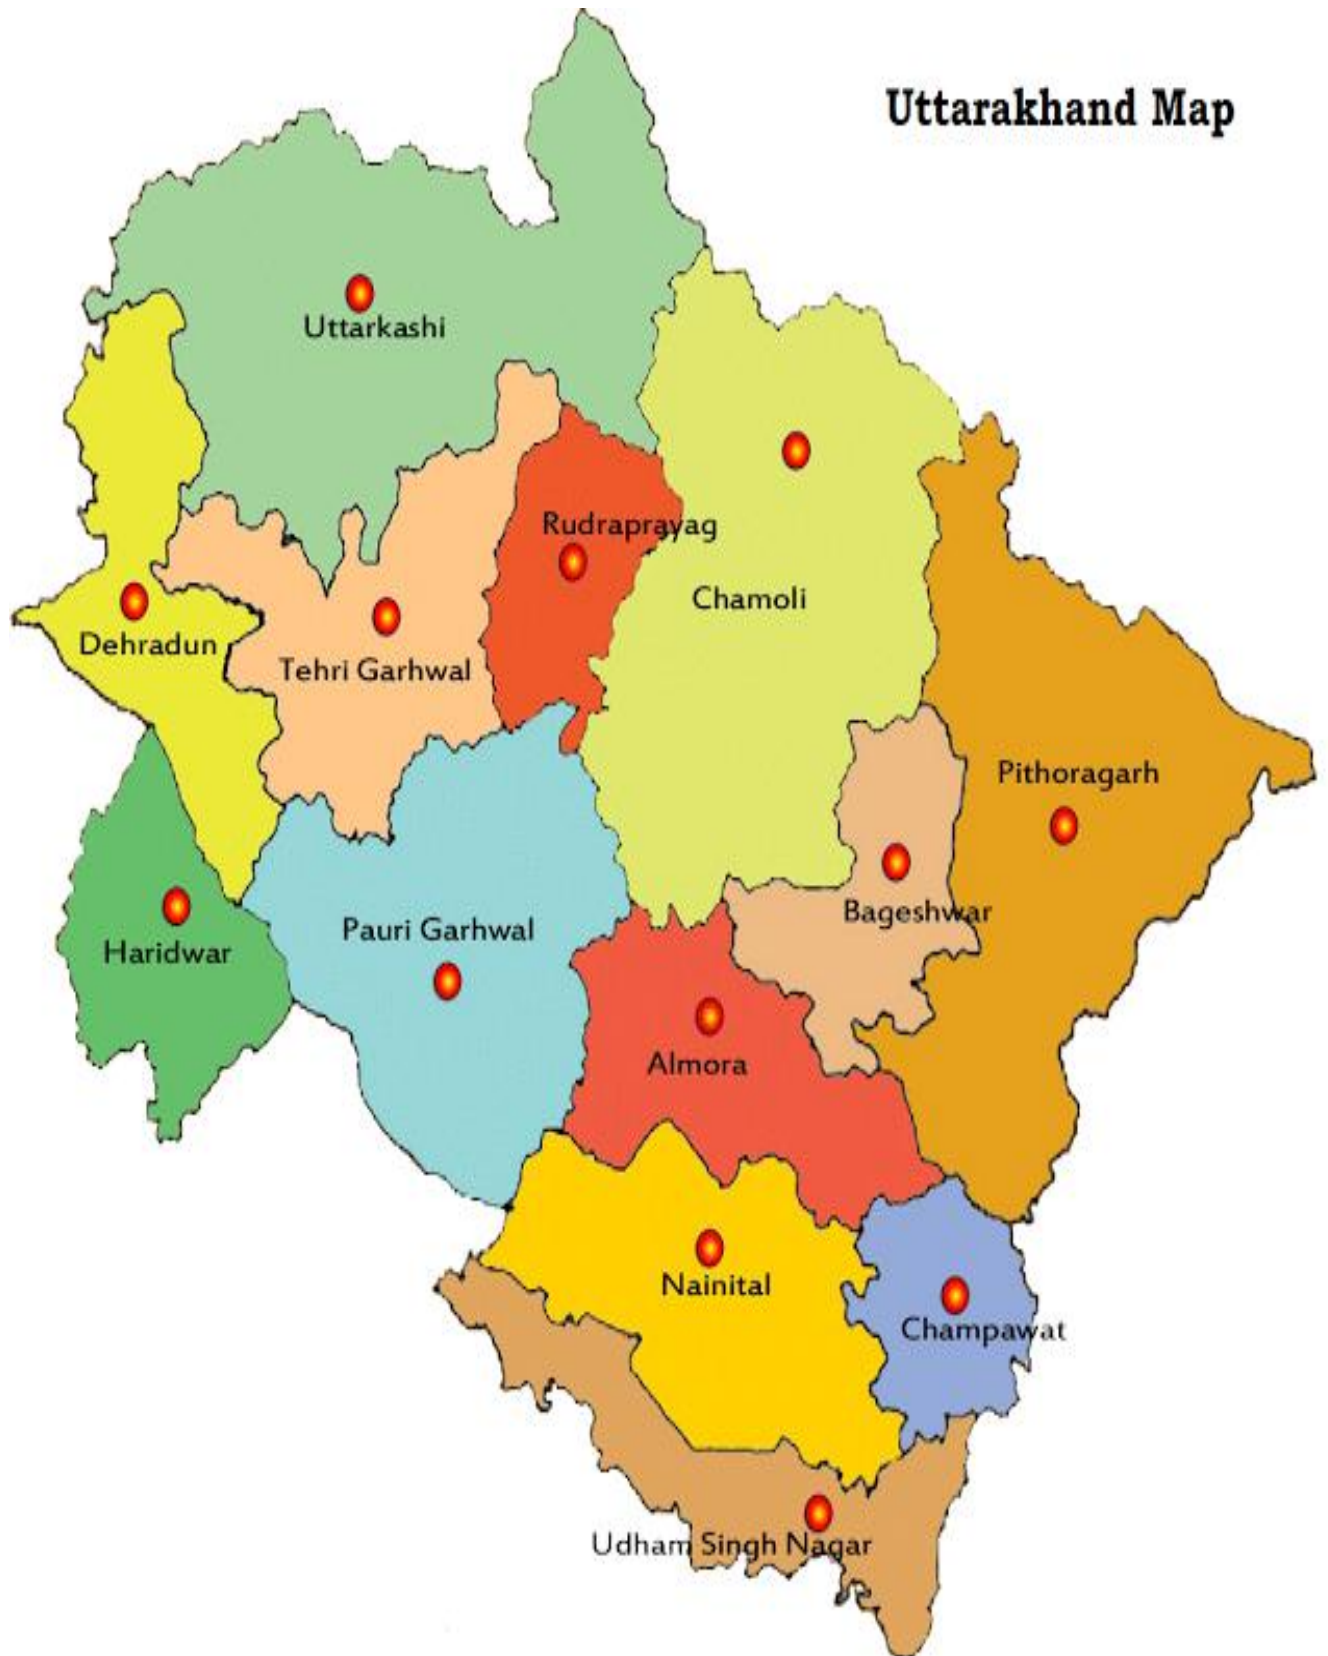 Uttarakhand Map
Uttarkashi
Rudraprayag
Chamoli
Dehradun
Tehri Garhwal
Pithoragarh
Bageshwar
Pauri Garhwal
Haridwar
Almora
Nainital
Champawat
Udham Singh Nagar